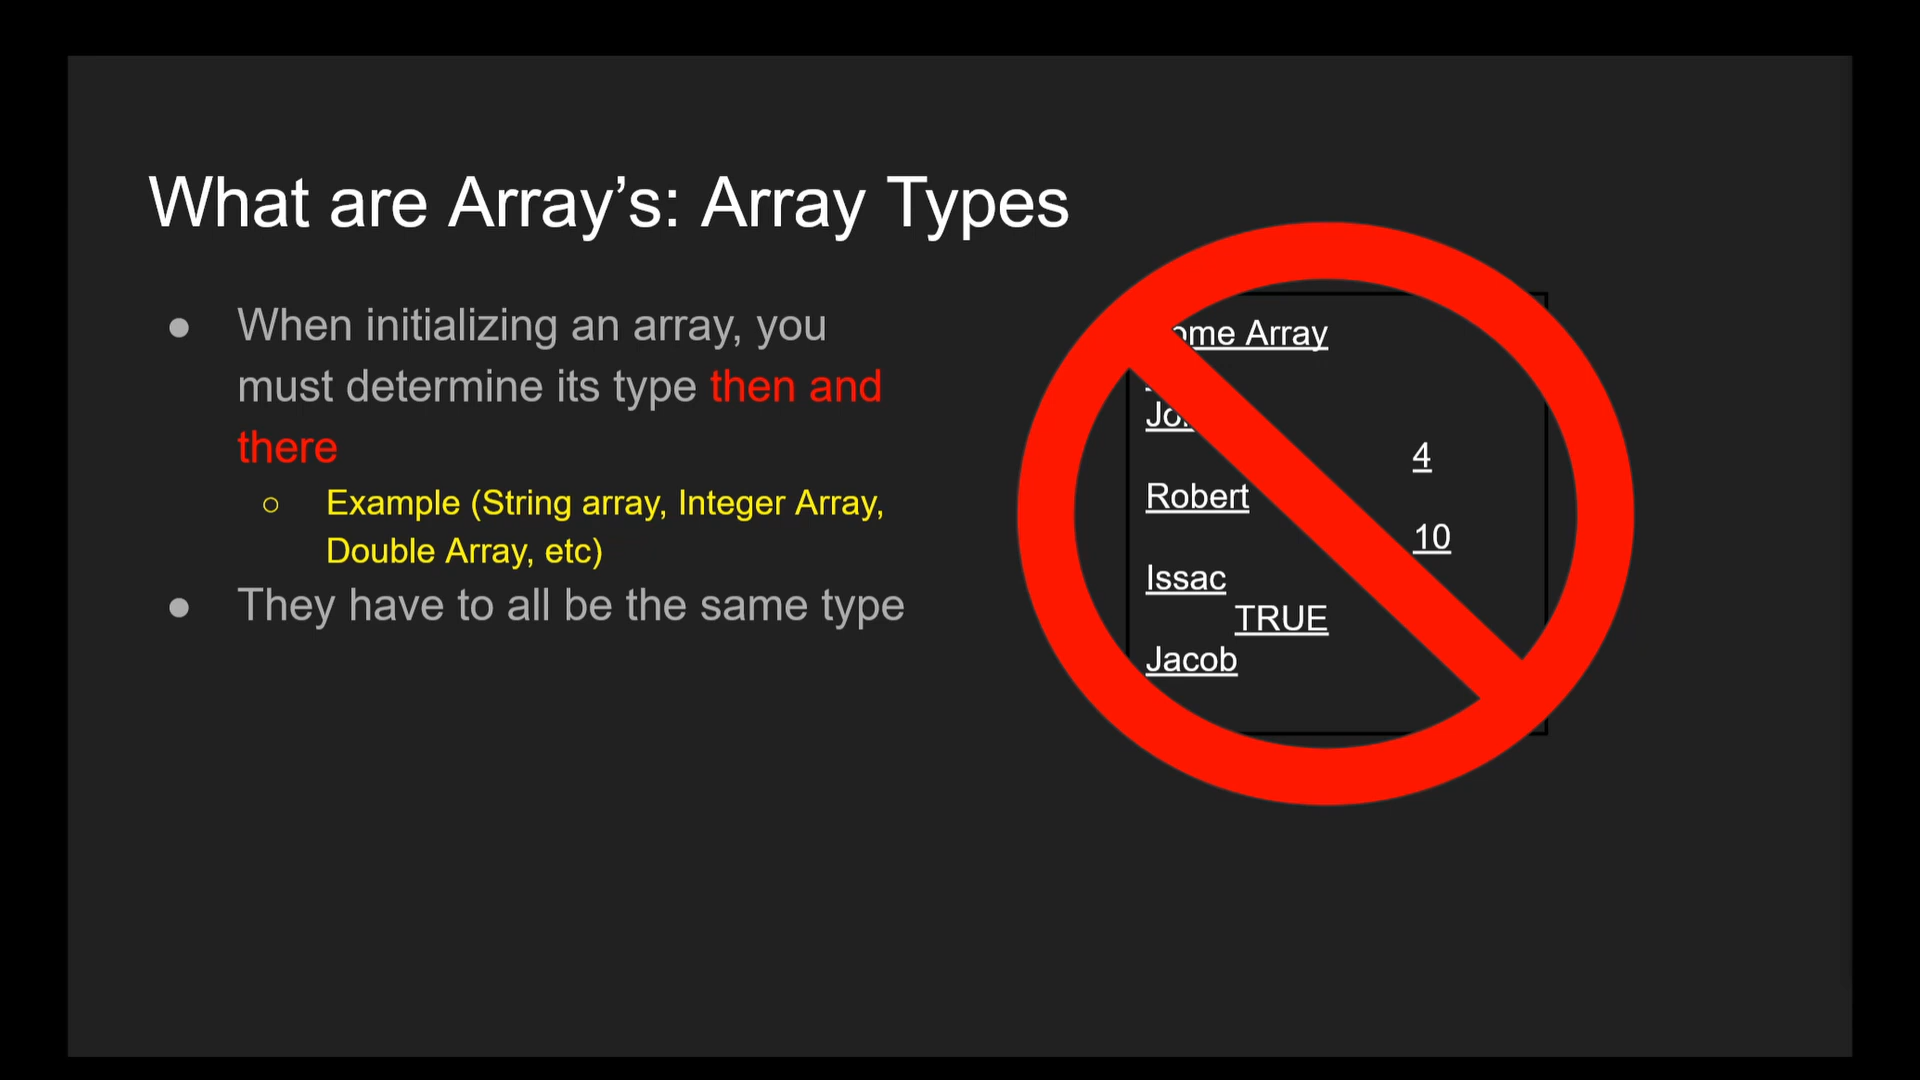 What are Array’s: Array Types
● When initializing an array, you
must determine its type then and
there
○ Example (String array, Integer Array,
Double Array, etc)
● They have to all be the same type
Array
4
Robert
10
Issac
TRUE
Jacob